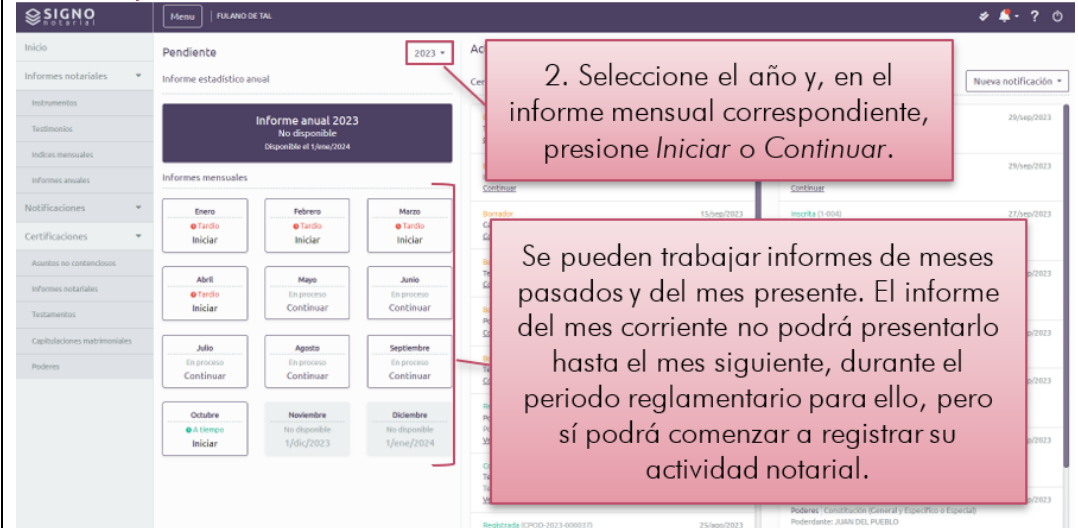 SIGNO
notarial
Menu
FULANO DE TAL
?
Inicio
Informes notariales
Instrumentos
Testimonios
Indices mensuales
Informes anuales
Notificaciones
Certificaciones
Asuntos no contenciosos
Informes notariales
Testamentos
Capitulaciones matrimoniales
Poderes
Pendiente
2023
Informe estadístico anual
Informe anual 2023
No disponible
Disponible el 1/ene/2024
Informes mensuales
Enero
Tardío
Iniciar
Febrero
Tardío
Iniciar
Marzo
Tardío
Iniciar
Abril
Tardío
Iniciar
Mayo
En proceso
Continuar
Junio
En proceso
Continuar
Julio
En proceso
Continuar
Agosto
En proceso
Continuar
Septiembre
En proceso
Continuar
Octubre
A tiempo
Iniciar
Noviembre
No disponible
1/dic/2023
Diciembre
No disponible
1/ene/2024
2. Seleccione el año y, en el
informe mensual correspondiente,
presione Iniciar o Continuar.
Nueva notificación
29/sep/2023
29/sep/2023
Continuar
Continuar
Borrador
15/sep/2023
Inscrita (1-004)
27/sep/2023
Se pueden trabajar informes de meses
pasados y del mes presente. El informe
del mes corriente no podrá presentarlo
hasta el mes siguiente, durante el
periodo reglamentario para ello, pero
sí podrá comenzar a registrar su
actividad notarial.
Registrada (CPOD-2023-00003?)
25/ago/2023
Poderes | Constitución (General y Específico o Especial)
Poderdante: JUAN DEL PUEBLO